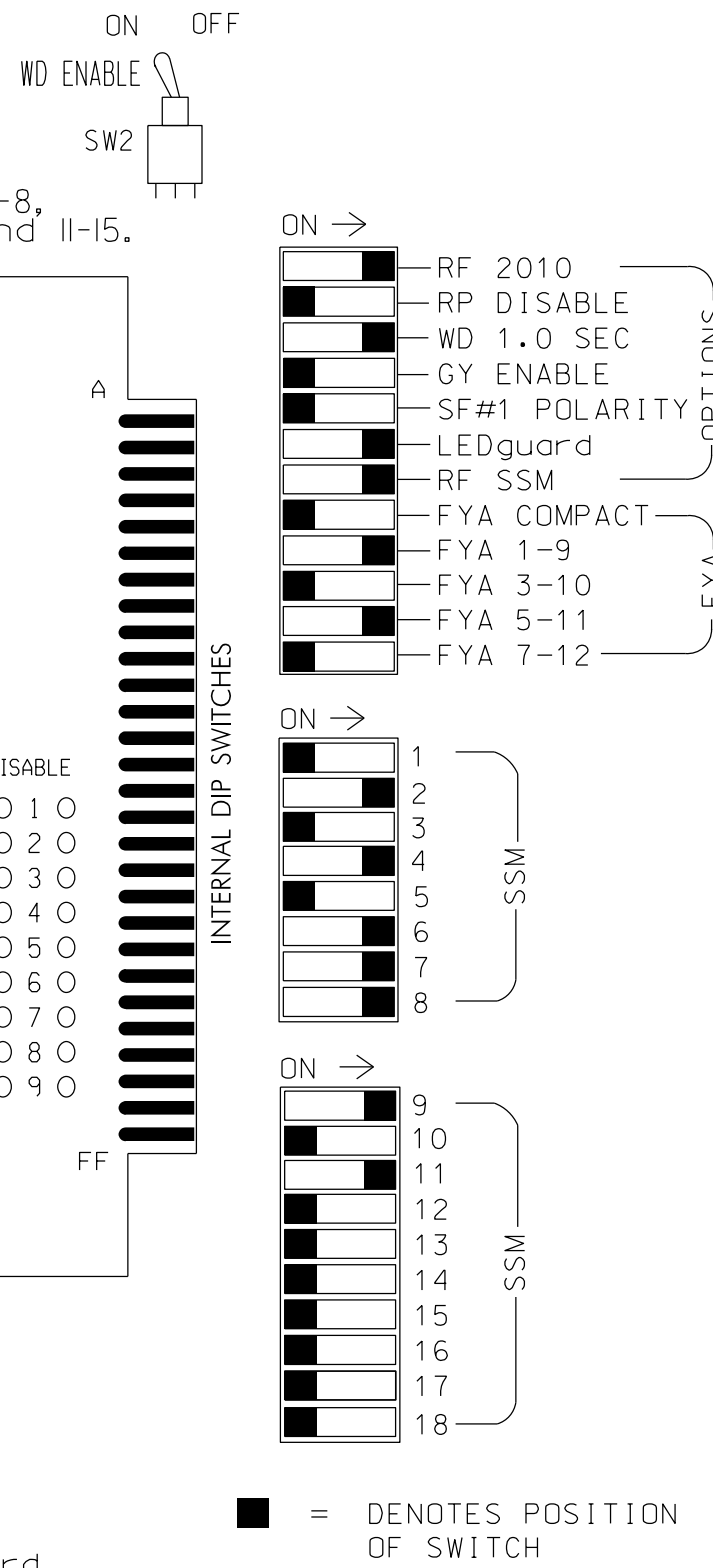 ON OFF
WD ENABLE
SW2
-8,
nd 11-15.
ON →
RF 2010
RP DISABLE
WD 1.0 SEC
GY ENABLE
SF#1 POLARITY
LEDguard
RF SSM
OPTIONS
FYA COMPACT
FYA 1-9
FYA 3-10
FYA 5-11
FYA 7-12
FYA
A
FF
INTERNAL DIP SWITCHES
ISABLE
1
2
3
4
5
6
7
8
9
ON →
1
2
3
4
5
6
7
8
SSM
ON →
9
10
11
12
13
14
15
16
17
18
SSM
= DENOTES POSITION
OF SWITCH